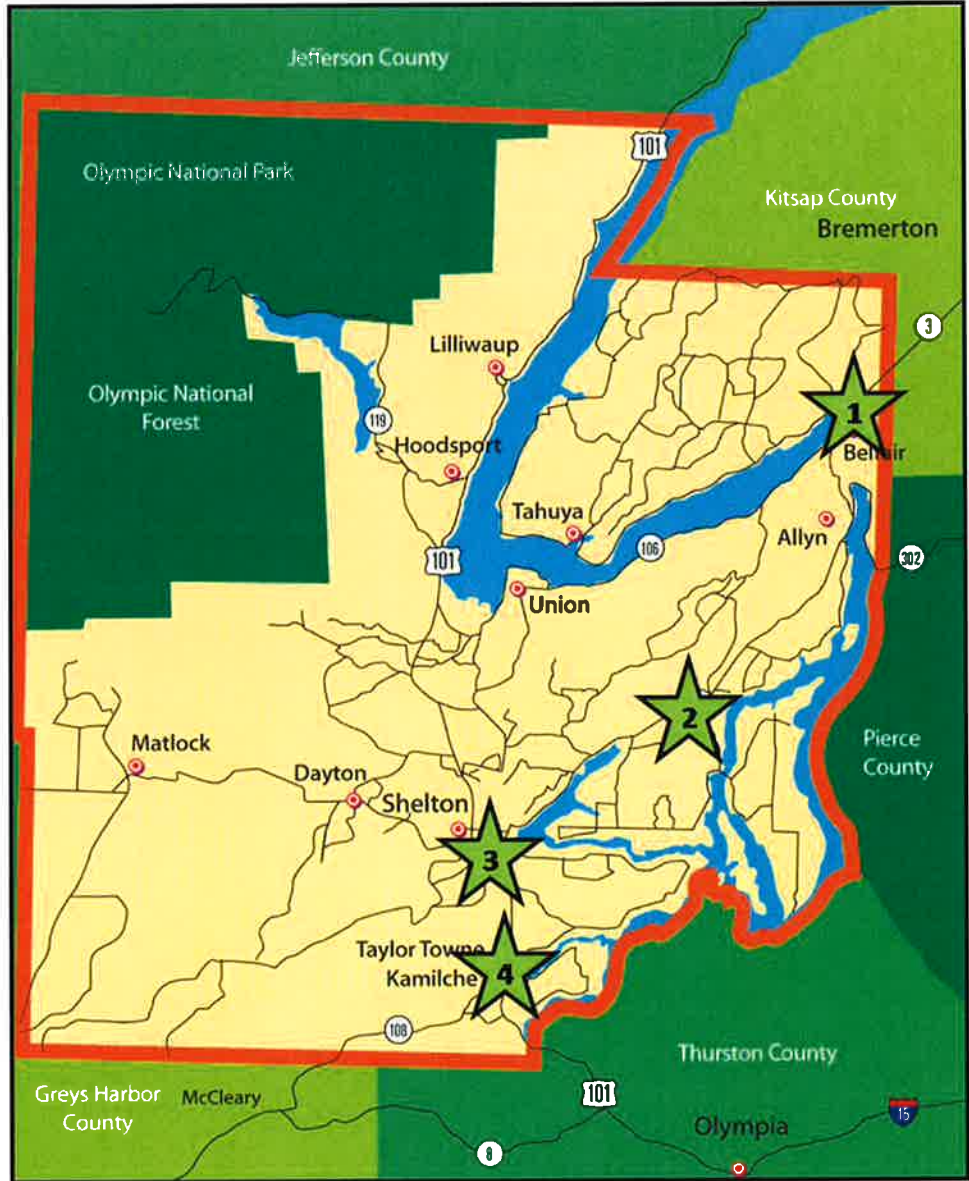 Jefferson County
101
Olympic National Park
Kitsap County
Bremerton
3
Lilliwaup
Olympic National
Forest
119
1
Hoodsport
Belfair
Tahuya
Allyn
101
106
302
Union
2
Matlock
Pierce
County
Dayton
Shelton
3
Taylor Towne
Kamilche
4
108
Thurston County
Greys Harbor
County
McCleary
101
15
Olympia
8